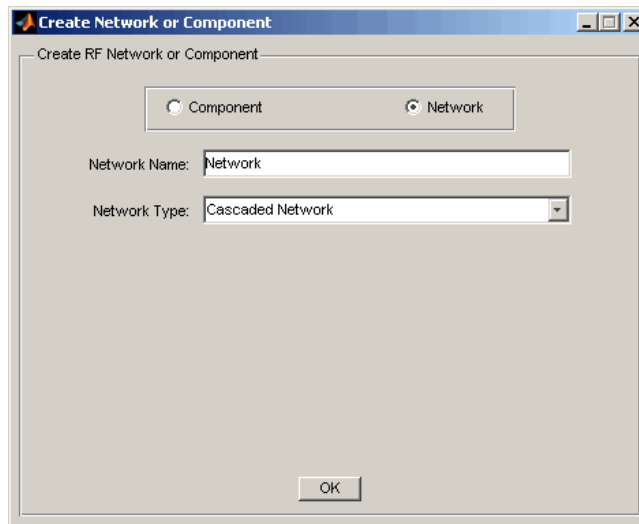 Create Network or Component
Create RF Network or Component
Component Network
Network Name: Network
Network Type: Cascaded Network
OK